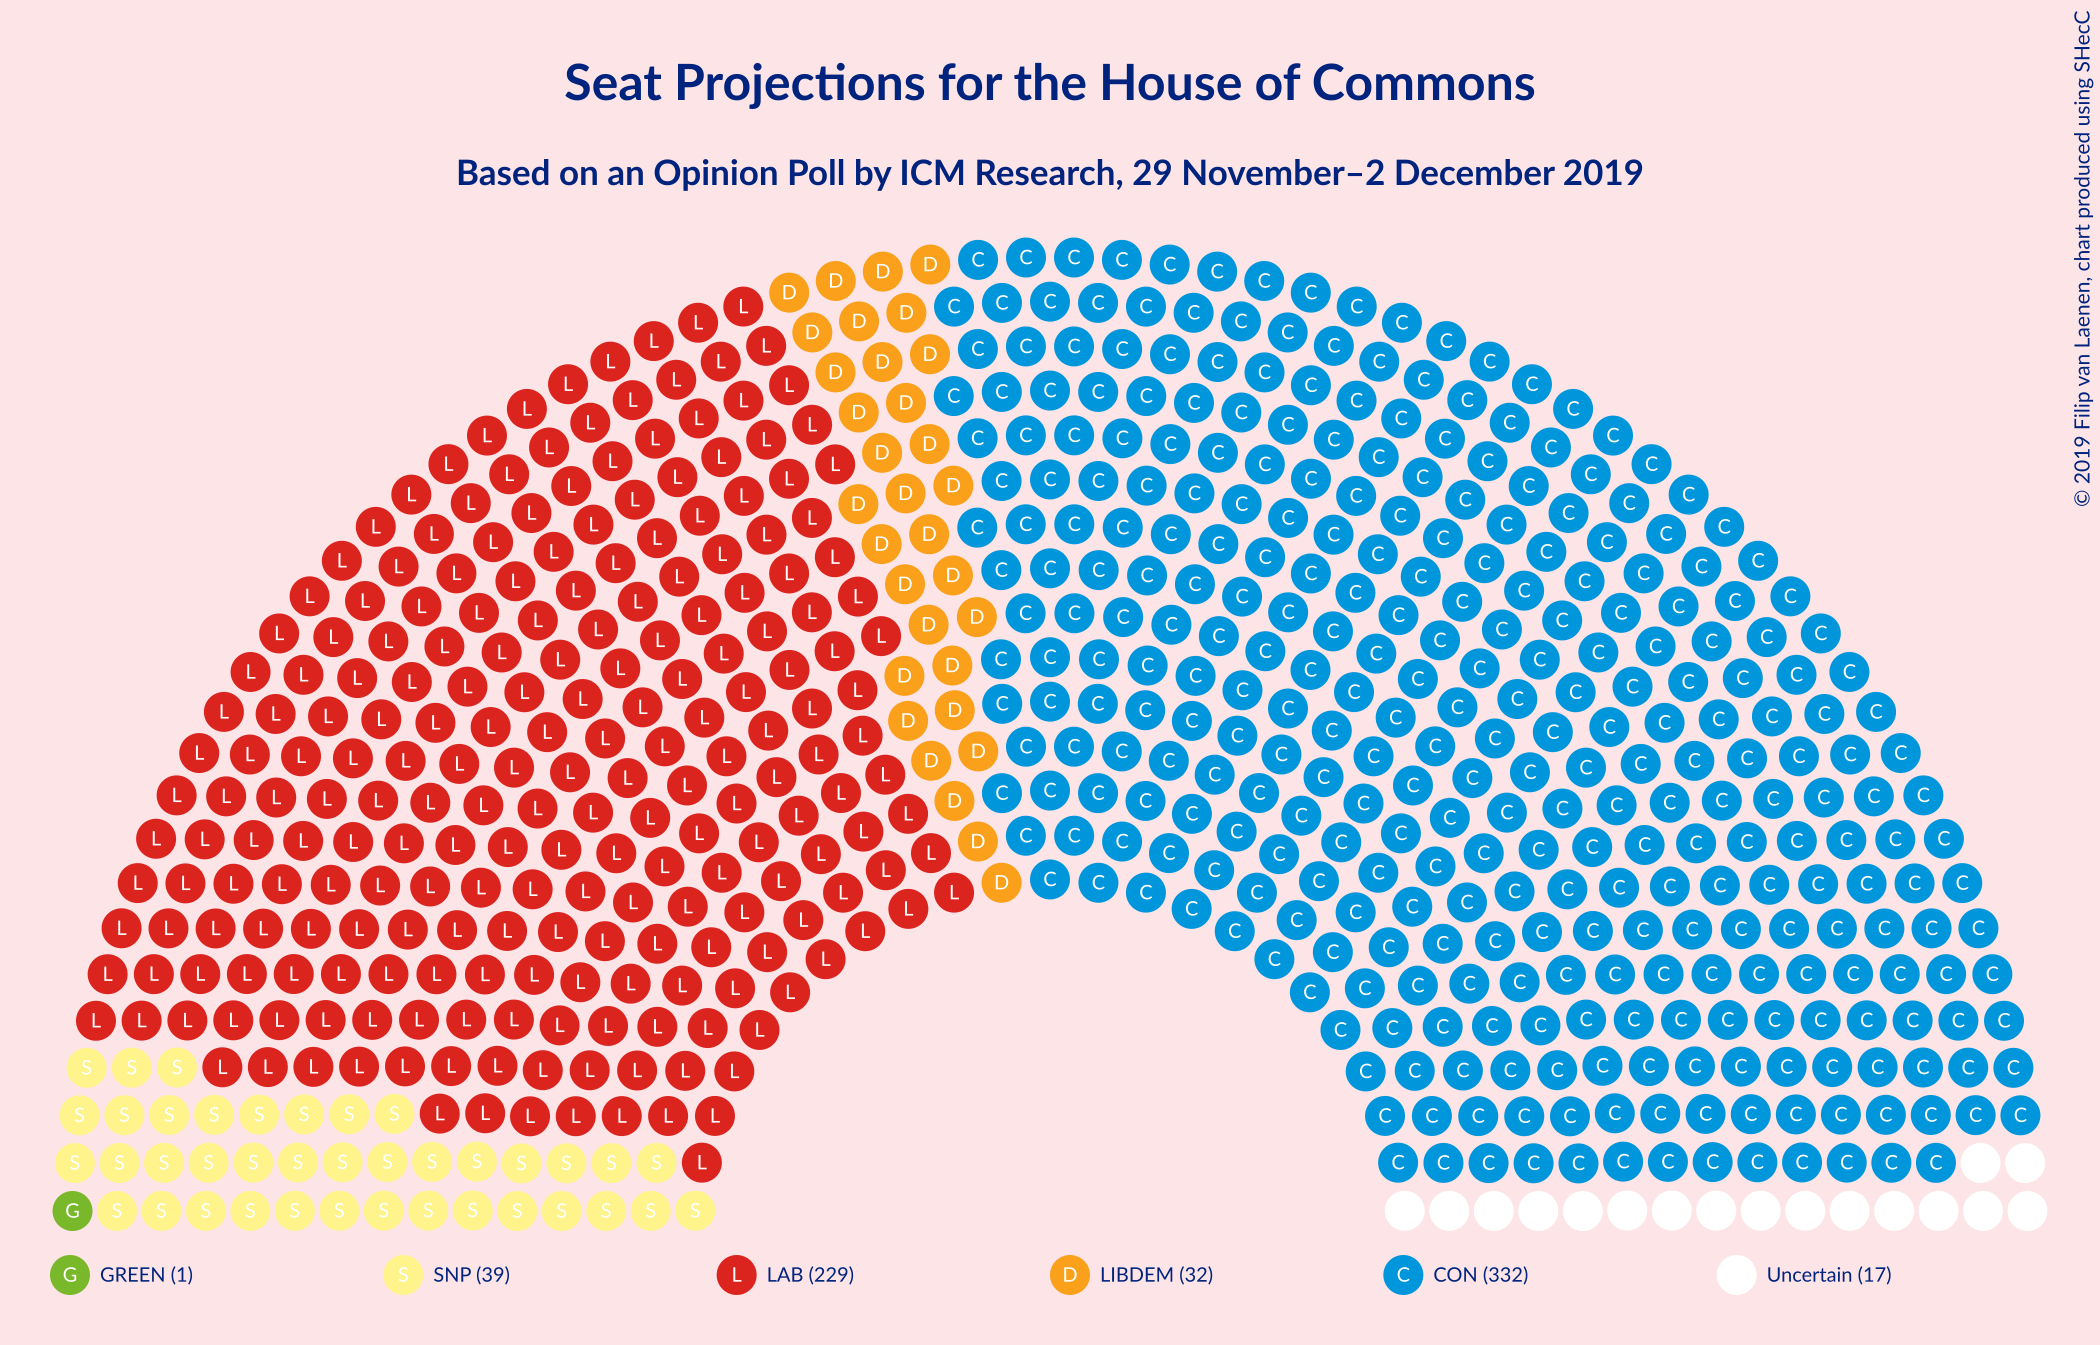 Seat Projections for the House of Commons
Based on an Opinion Poll by ICM Research, 29 November–2 December 2019
© 2019 Filip van Laenen, chart produced using SHecC
G GREEN (1)
S SNP (39)
L LAB (229)
D LIBDEM (32)
C CON (332)
Uncertain (17)